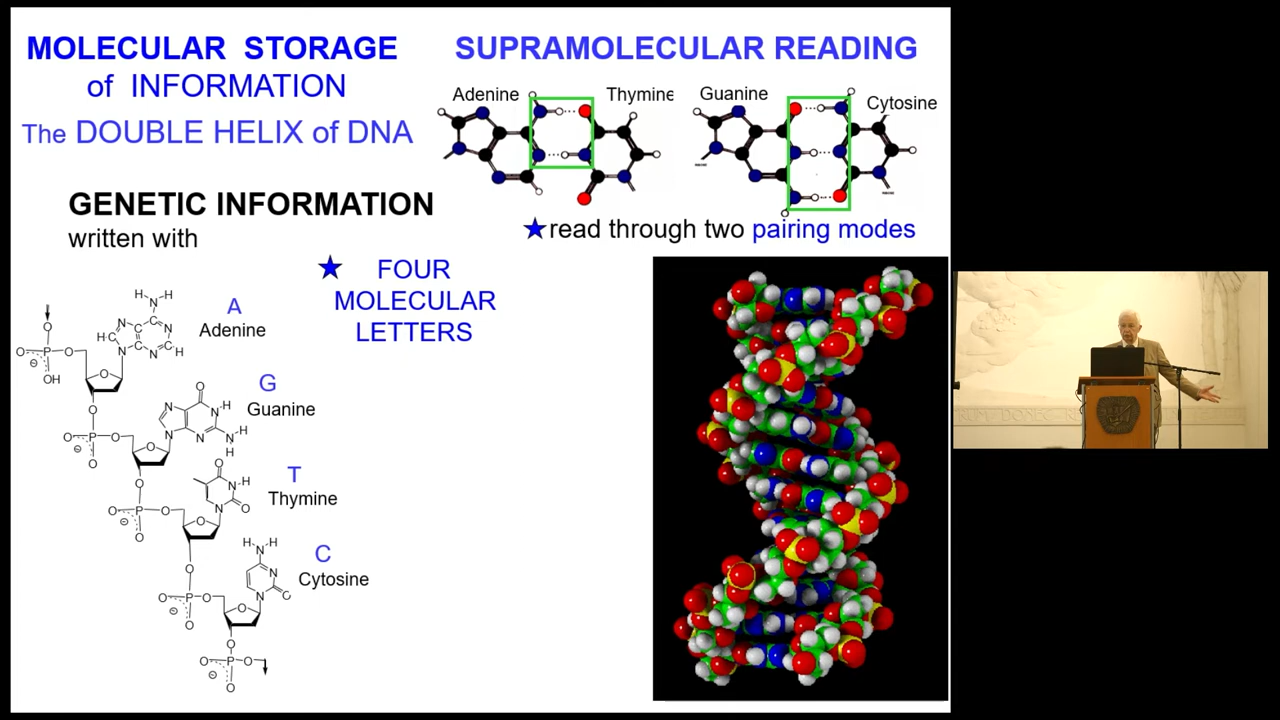 MOLECULAR STORAGE
of INFORMATION
The DOUBLE HELIX of DNA
SUPRAMOLECULAR READING
Adenine
Thymine
Guanine
Cytosine
★read through two pairing modes
GENETIC INFORMATION
written with
★ FOUR
MOLECULAR
LETTERS
A
Adenine
G
Guanine
T
Thymine
C
Cytosine